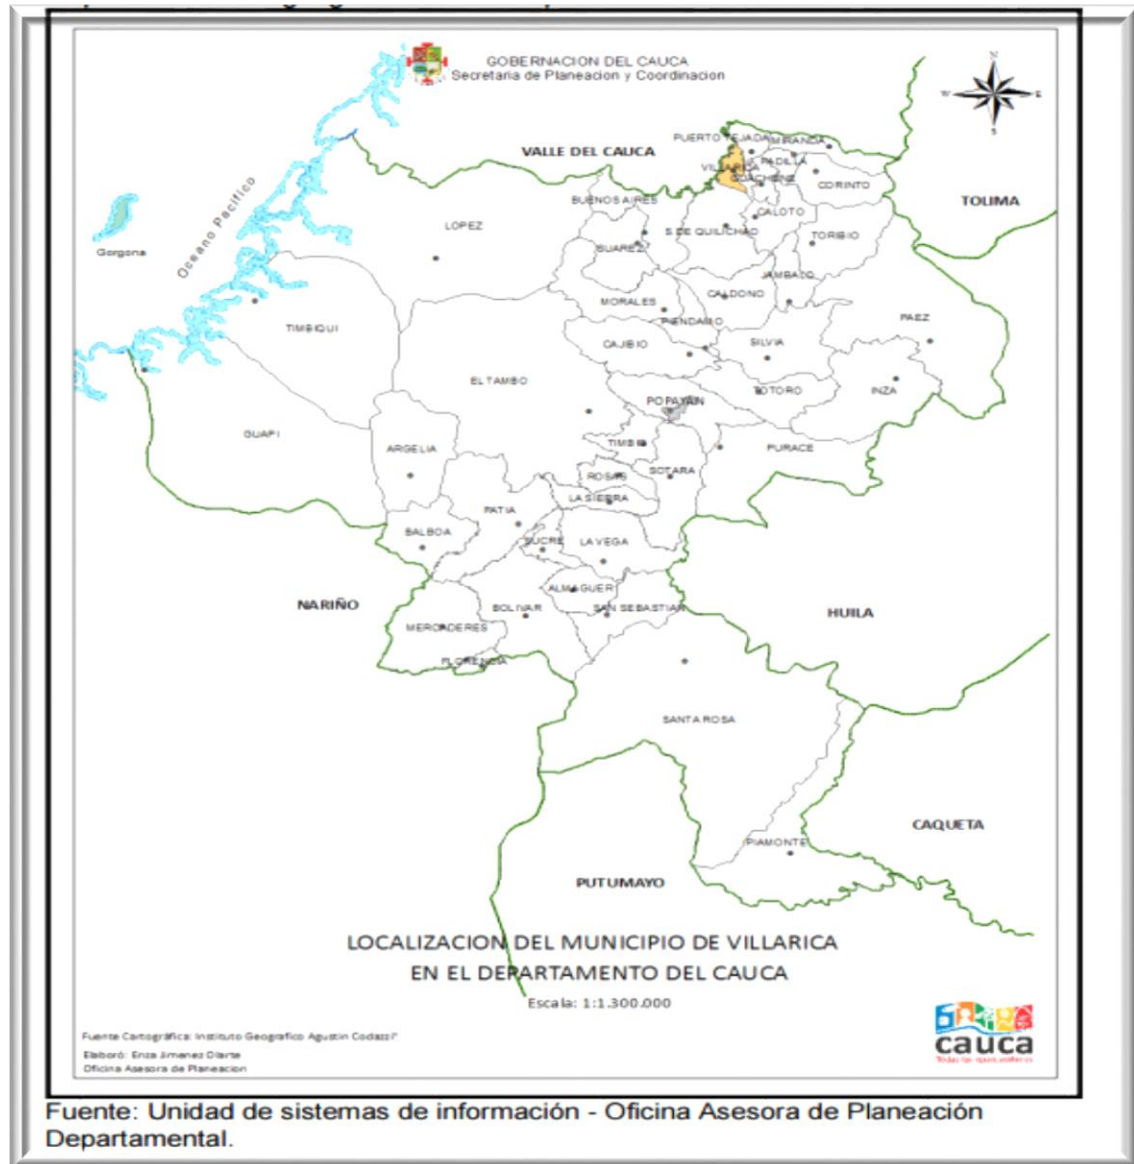 GOBERNACION DEL CAUCA
Secretaria de Planeacion y Coordinacion
N
W
E
S
PUERTO TEJADA
MIRANDA
VALLE DEL CAUCA
PADILLA
VILLARICA
GUACHENE
CORINTO
TOLIMA
BUENOS AIRES
CALOTO
LOPEZ
S.DE QUILICHAO
TORIBIO
SUAREZ
Oceano Pacifico
Gorgona
JAMBALO
CALDONO
MORALES
PIENDAMO
PAEZ
TIMBIQUI
CAJIBIO
SILVIA
EL TAMBO
TOTORO
INZA
POPAYAN
GUAPI
TIMBIO
ARGELIA
PURACE
SOTARA
ROSAS
LA SIERRA
PATIA
BALBOA
SUCRE
LA VEGA
ALMAGUER
NARIÑO
BOLIVAR
SAN SEBASTIAN
HUILA
MERCADERES
FLORENCIA
SANTA ROSA
CAQUETA
PIAMONTE
PUTUMAYO
LOCALIZACION DEL MUNICIPIO DE VILLARICA
EN EL DEPARTAMENTO DEL CAUCA
Escala: 1:1.300.000
cauca
Fuente Cartográfica: Instituto Geografico Agustin Codazzi"
Elaboró: Enza Jimenez Olarte
Oficina Asesora de Planeacion
Fuente: Unidad de sistemas de información - Oficina Asesora de Planeación
Departamental.